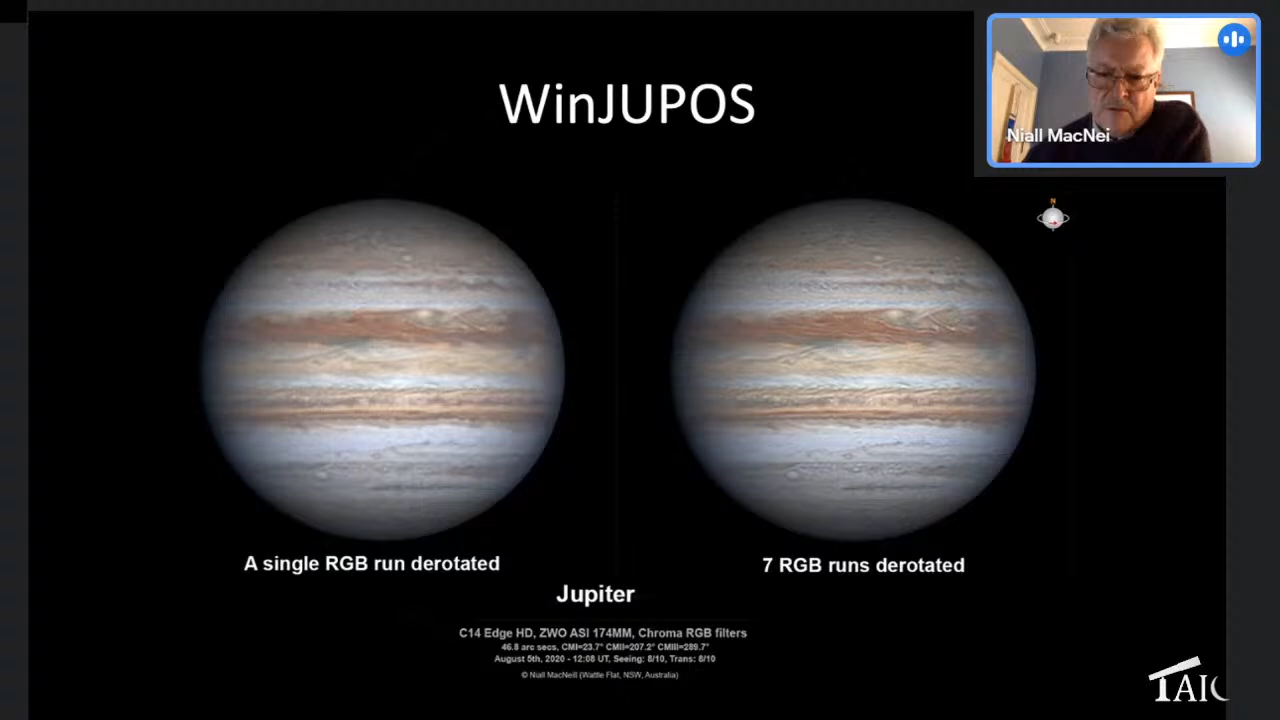 WinJUPOS
Niall MacNei
N
A single RGB run derotated
7 RGB runs derotated
Jupiter
C14 Edge HD, ZWO ASI 174MM, Chroma RGB filters
46.8 arc secs, CMI=23.7° CMII=207.2° CMIII=289.7°
August 5th, 2020 - 12:08 UT, Seeing: 8/10, Trans: 8/10
© Niall MacNeill (Wattle Flat, NSW, Australia)
TAIC